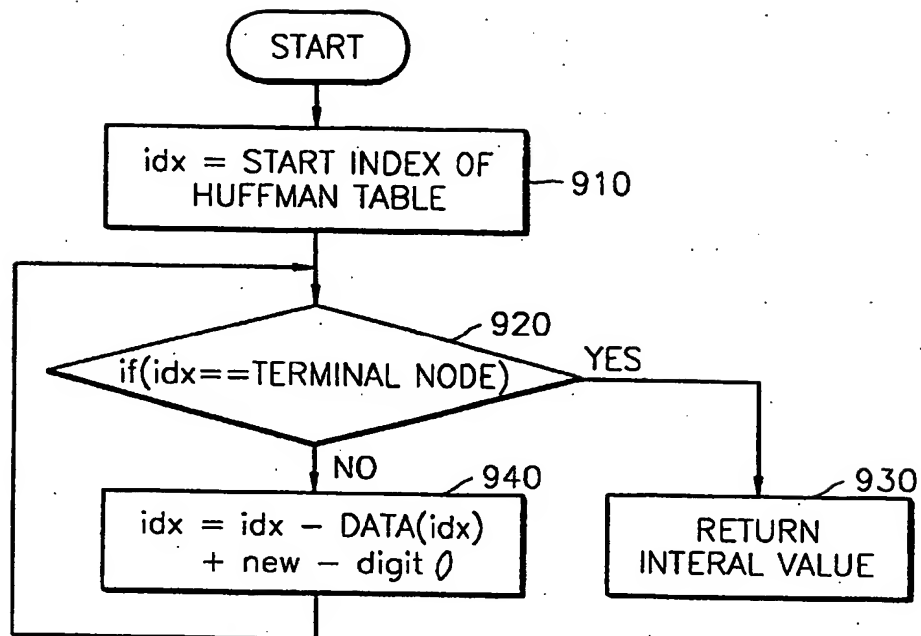 START
idx = START INDEX OF
HUFFMAN TABLE
910
920
if(idx==TERMINAL NODE)
YES
NO
940
idx = idx - DATA(idx)
+ new - digit ()
930
RETURN
INTERAL VALUE